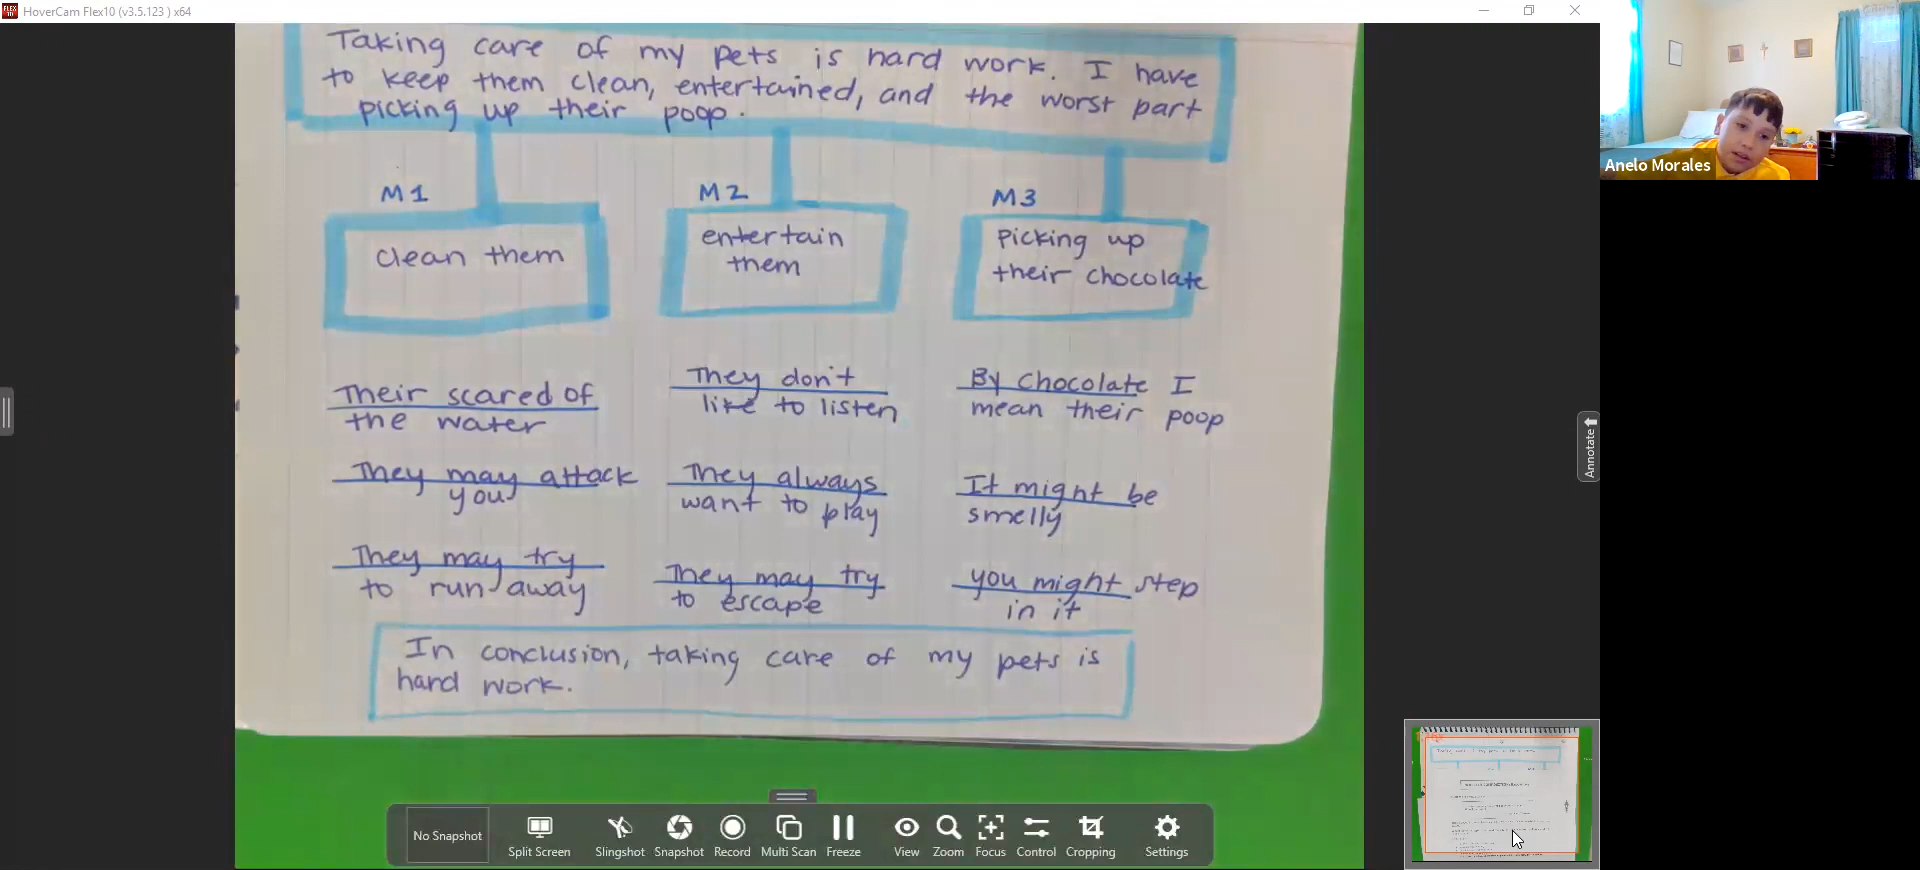 HoverCam Flex10 (v3.5.123 ) x64
Taking care of my pets is hard work. I have
to keep them clean, entertained, and the worst part
picking up their poop.
M1
clean them
M2
entertain
them
M3
Picking up
their chocolate
Their scared of
the water
They may attack
you
They may try
to run away
They don't
like to listen
They always
want to play
They may try
to escape
By chocolate I
mean their poop
It might be
smelly
you might step
in it
In conclusion, taking care of my pets is
hard work.
Anelo Morales
Annotate
No Snapshot
Split Screen
Slingshot
Snapshot
Record
Multi Scan
Freeze
View
Zoom
Focus
Control
Cropping
Settings